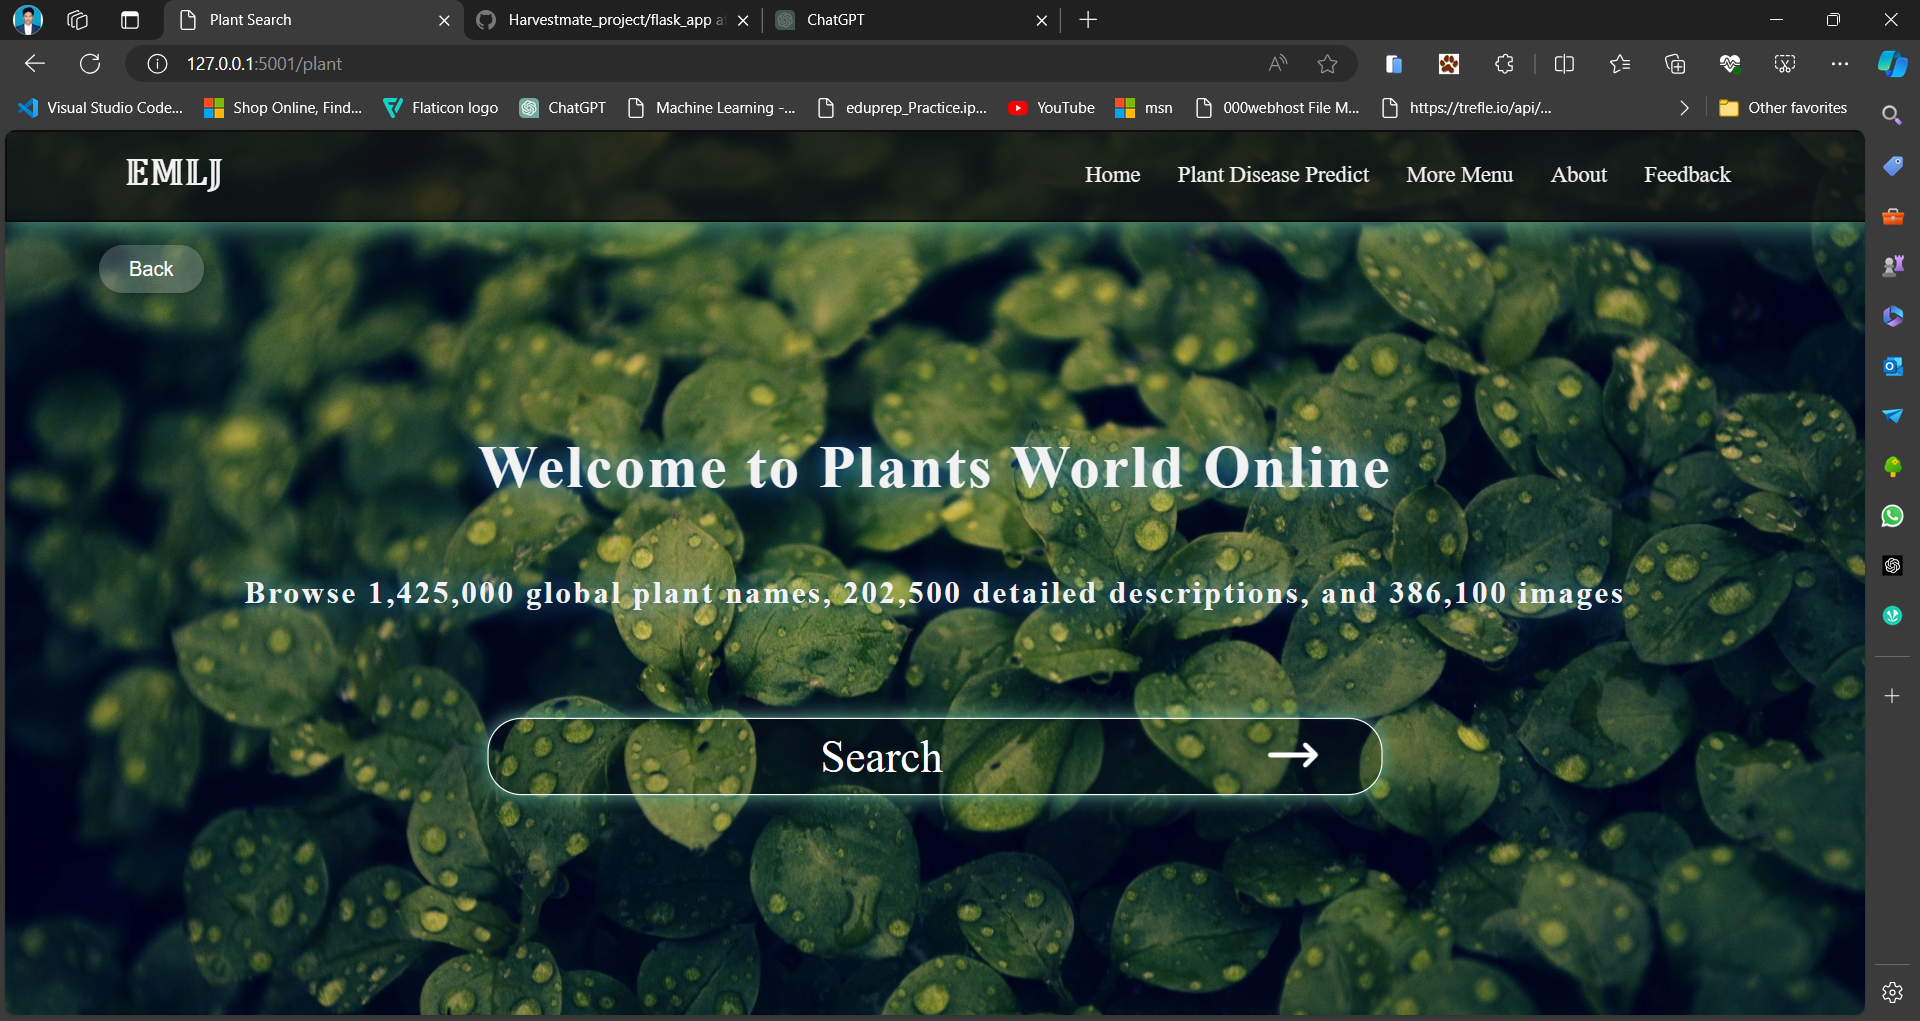 Plant Search
Harvestmate_project/flask_app a
ChatGPT
127.0.0.1:5001/plant
Visual Studio Code...
Shop Online, Find...
Flaticon logo
ChatGPT
Machine Learning -...
eduprep_Practice.ip...
YouTube
msn
000webhost File M...
https://trefle.io/api/...
Other favorites
EMLJ
Home
Plant Disease Predict
More Menu
About
Feedback
Back
Welcome to Plants World Online
Browse 1,425,000 global plant names, 202,500 detailed descriptions, and 386,100 images
Search